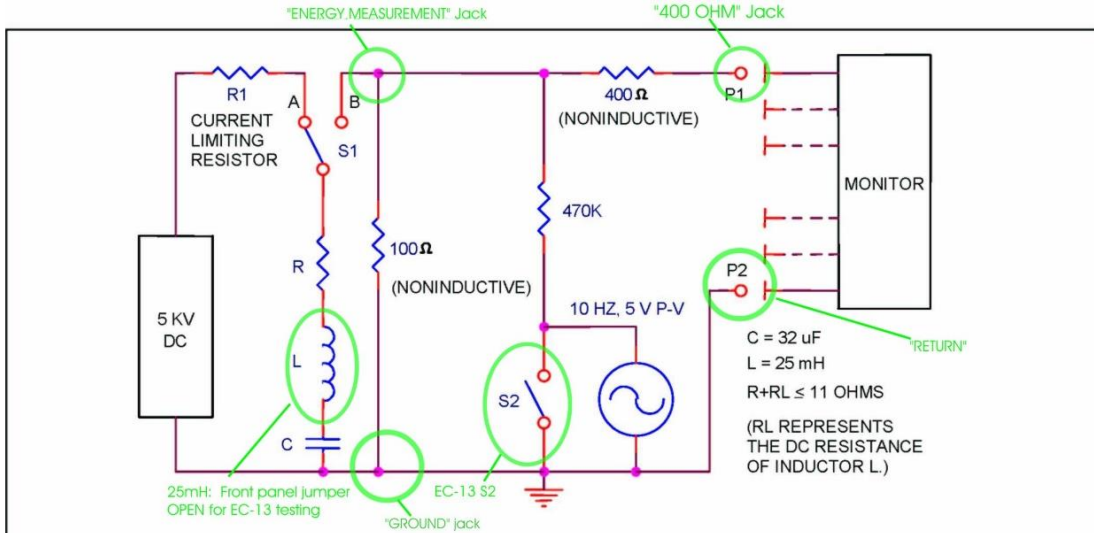 "ENERGY MEASUREMENT" Jack
"400 OHM" Jack
R1
CURRENT
LIMITING
RESISTOR
A
B
S1
400Ω
(NONINDUCTIVE)
P1
MONITOR
470K
R
100Ω
(NONINDUCTIVE)
P2
10 HZ, 5 V P-V
5 KV
DC
L
S2
C
"RETURN"
C = 32 uF
L = 25 mH
R+RL ≤ 11 OHMS
(RL REPRESENTS
THE DC RESISTANCE
OF INDUCTOR L.)
25mH: Front panel jumper
OPEN for EC-13 testing
EC-13 S2
"GROUND" jack